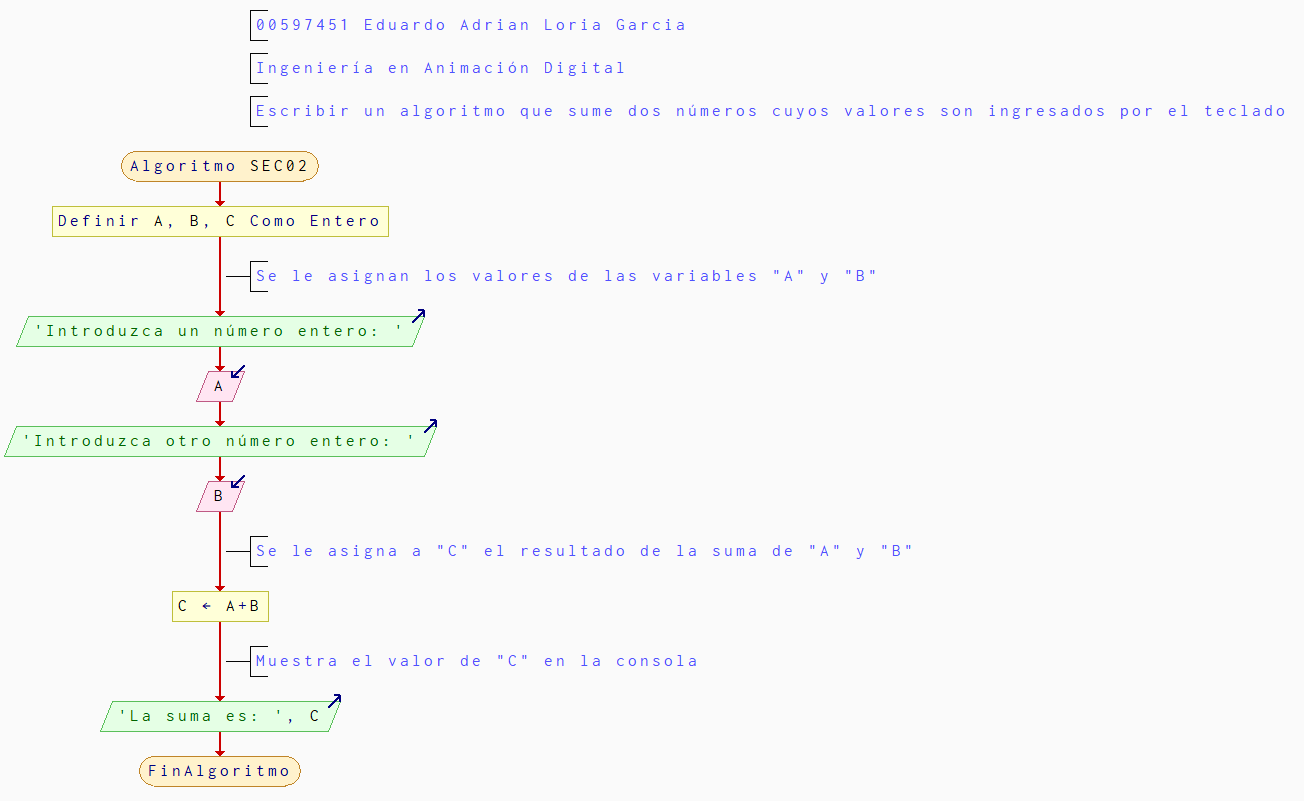 00597451 Eduardo Adrian Loria Garcia
Ingeniería en Animación Digital
Escribir un algoritmo que sume dos números cuyos valores son ingresados por el teclado
Algoritmo SEC02
Definir A, B, C Como Entero
Se le asignan los valores de las variables "A" y "B"
'Introduzca un número entero: '
A
'Introduzca otro número entero: '
B
Se le asigna a "C" el resultado de la suma de "A" y "B"
C ← A+B
Muestra el valor de "C" en la consola
'La suma es: ', C
FinAlgoritmo